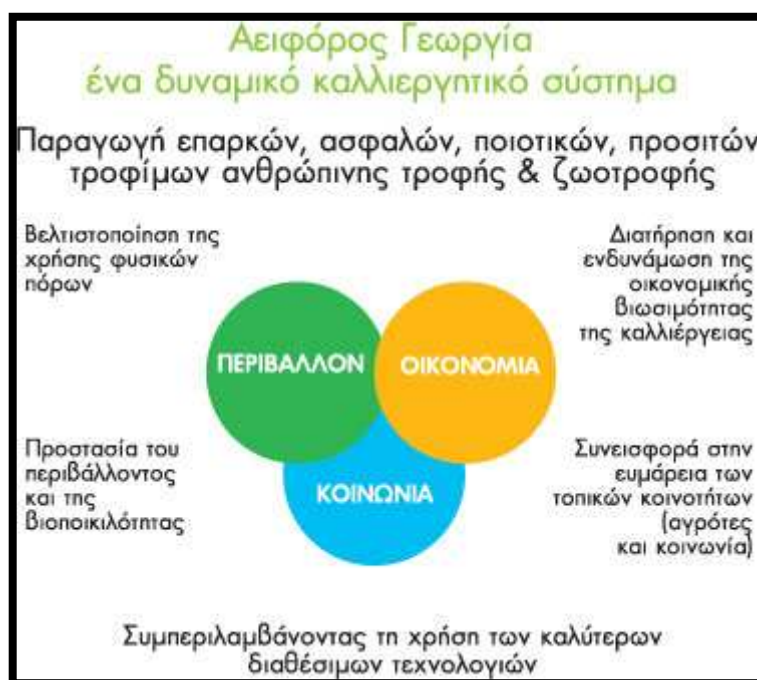 Αειφόρος Γεωργία
ένα δυναμικό καλλιεργητικό σύστημα
Παραγωγή επαρκών, ασφαλών, ποιοτικών, προσιτών
τροφίμων ανθρώπινης τροφής & ζωοτροφής
Βελτιστοποίηση της
χρήσης φυσικών
πόρων
Διατήρηση και
ενδυνάμωση της
οικονομικής
βιωσιμότητας
της καλλιέργειας
ΠΕΡΙΒΑΛΛΟΝ
ΟΙΚΟΝΟΜΙΑ
ΚΟΙΝΩΝΙΑ
Προστασία του
περιβάλλοντος
και της
βιοποικιλότητας
Συνεισφορά στην
ευμάρεια των
τοπικών κοινοτήτων
(αγρότες
και κοινωνία)
Συμπεριλαμβάνοντας τη χρήση των καλύτερων
διαθέσιμων τεχνολογιών